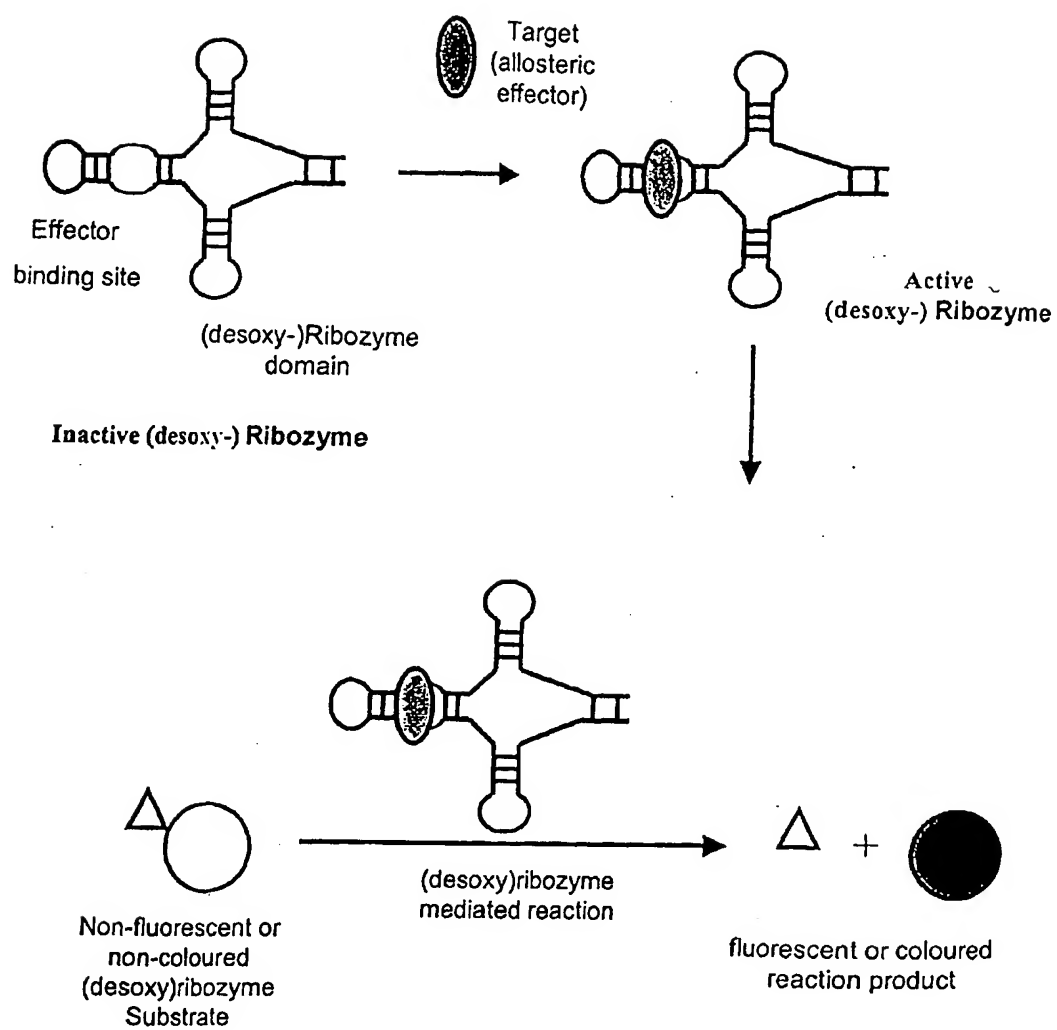 Target
(allosteric
effector)
Effector
binding site
(desoxy-)Ribozyme
domain
Active
(desoxy-) Ribozyme
Inactive (desoxy-) Ribozyme
+
(desoxy)ribozyme
mediated reaction
Non-fluorescent or
non-coloured
(desoxy)ribozyme
Substrate
fluorescent or coloured
reaction product